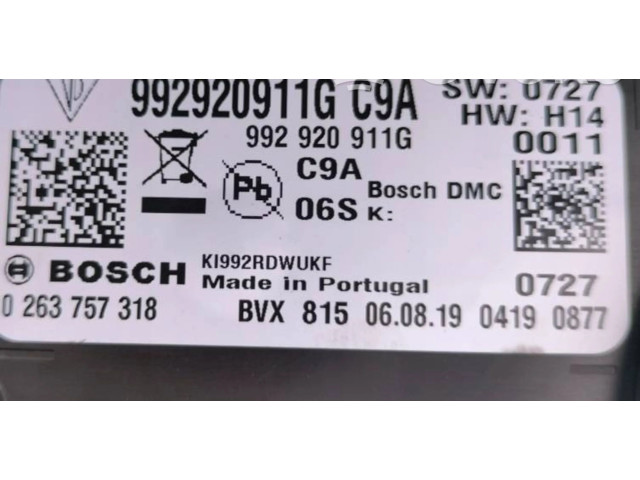 992920911G C9A SW: 0727
HW: H14
992 920 911G 0011
Pb C9A Bosch DMC
06S K:
KI992RDWUKF
BOSCH Made in Portugal 0727
0 263 757 318 BVX 815 06.08.19 0419 0877